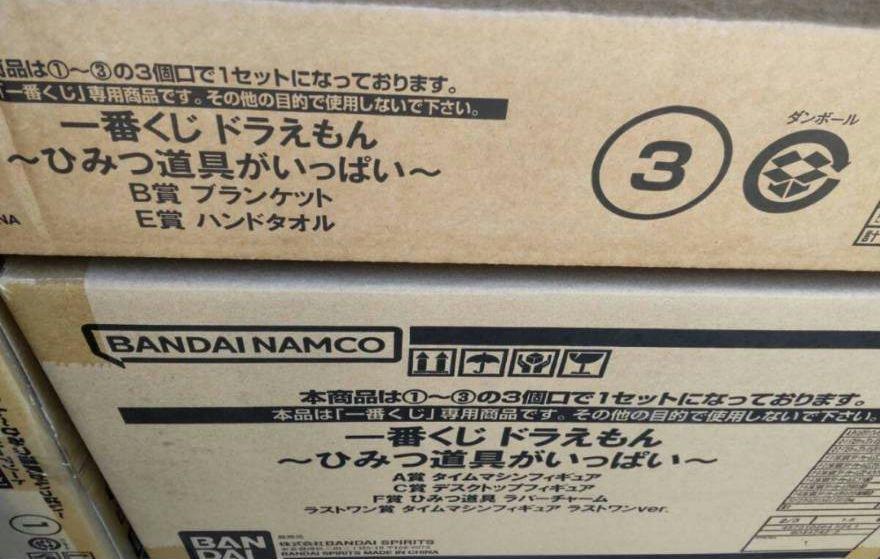 品は①～③の3個口で1セットになっております。
「一番くじ」専用商品です。その他の目的で使用しないで下さい。
一番くじ ドラえもん
～ひみつ道具がいっぱい～
B賞 ブランケット
E賞 ハンドタオル
NA
3
ダンボール
計
BANDAI NAMCO
本商品は①～③の3個口で1セットになっております。
本品は「一番くじ」専用商品です。その他の目的で使用しないで下さい。
一番くじ ドラえもん
～ひみつ道具がいっぱい～
A賞 タイムマシンフィギュア
C賞 デスクトップフィギュア
F賞 ひみつ道具 ラバーチャーム
ラストワン賞 タイムマシンフィギュア ラストワンver.
BAN
DAI
株式会社BANDAI SPIRITS
BANDAI SPIRITS MADE IN CHINA
2/3
1
1